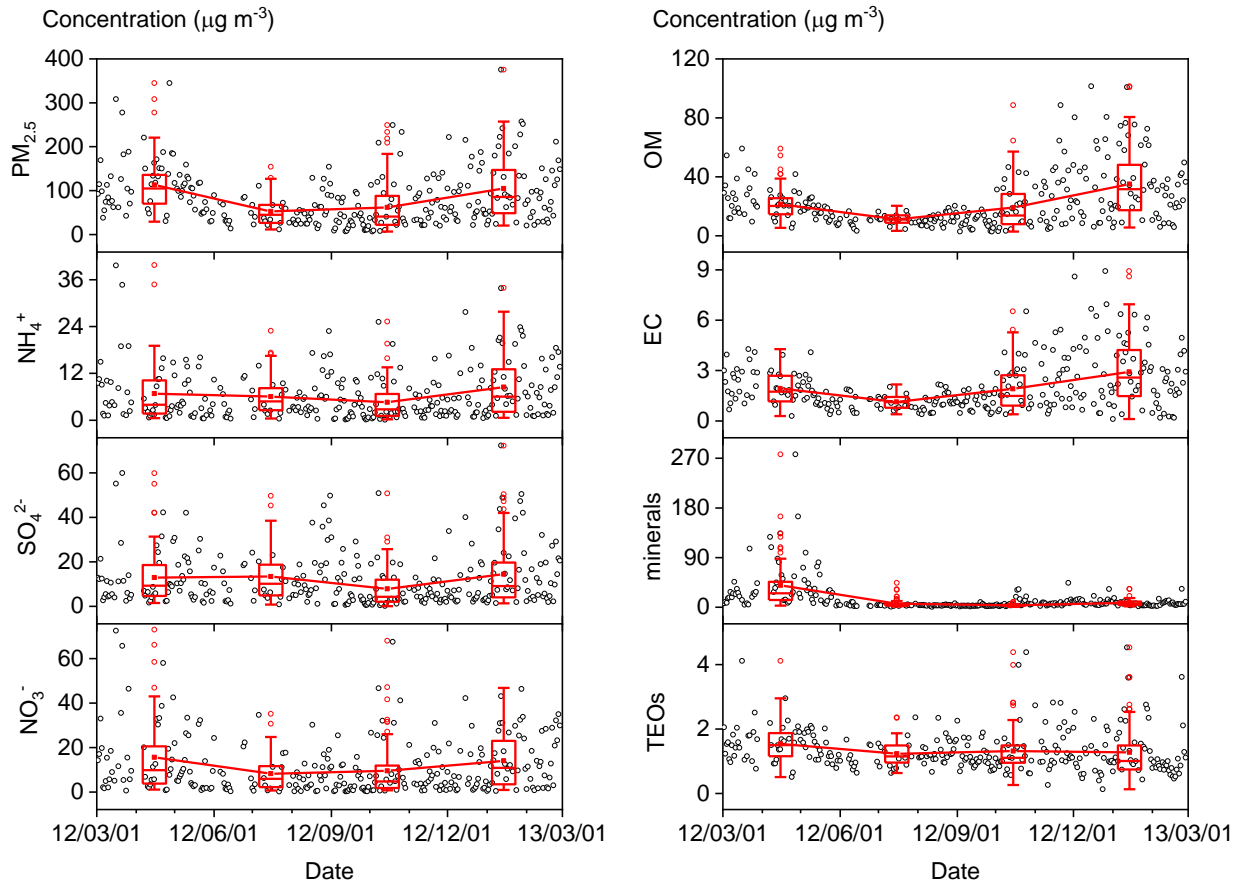 Concentration (μg m⁻³)
400
300
200
100
0
PM₂.₅
36
24
12
0
NH₄⁺
60
40
20
0
SO₄²⁻
60
40
20
0
NO₃⁻
12/03/01 12/06/01 12/09/01 12/12/01 13/03/01
Date
Concentration (μg m⁻³)
120
80
40
0
OM
9
6
3
0
EC
270
180
90
0
minerals
4
2
0
TEOs
12/03/01 12/06/01 12/09/01 12/12/01 13/03/01
Date